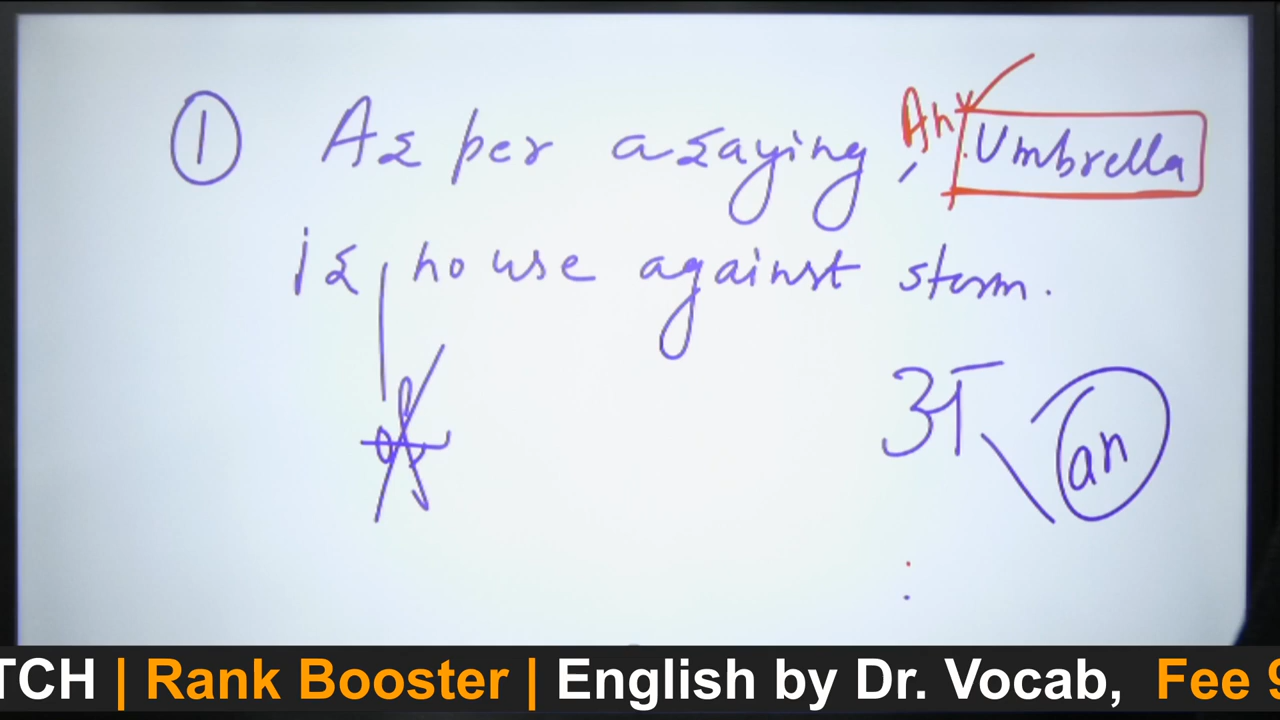 ① As per a saying, An Umbrella
is house against storm.
अ an
TCH | Rank Booster | English by Dr. Vocab, Fee 9